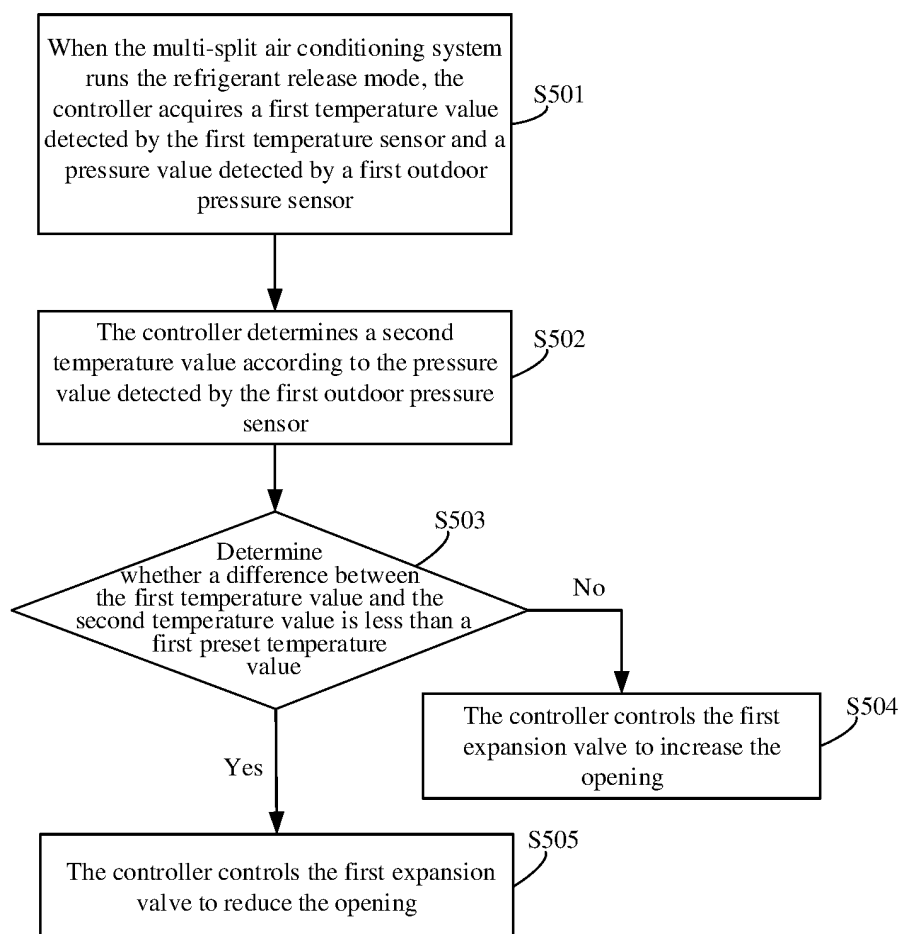 When the multi-split air conditioning system
runs the refrigerant release mode, the
controller acquires a first temperature value
detected by the first temperature sensor and a
pressure value detected by a first outdoor
pressure sensor
S501
The controller determines a second
temperature value according to the pressure
value detected by the first outdoor pressure
sensor
S502
S503
Determine
whether a difference between
the first temperature value and the
second temperature value is less than a
first preset temperature
value
No
The controller controls the first
expansion valve to increase the
opening
S504
Yes
S505
The controller controls the first expansion
valve to reduce the opening